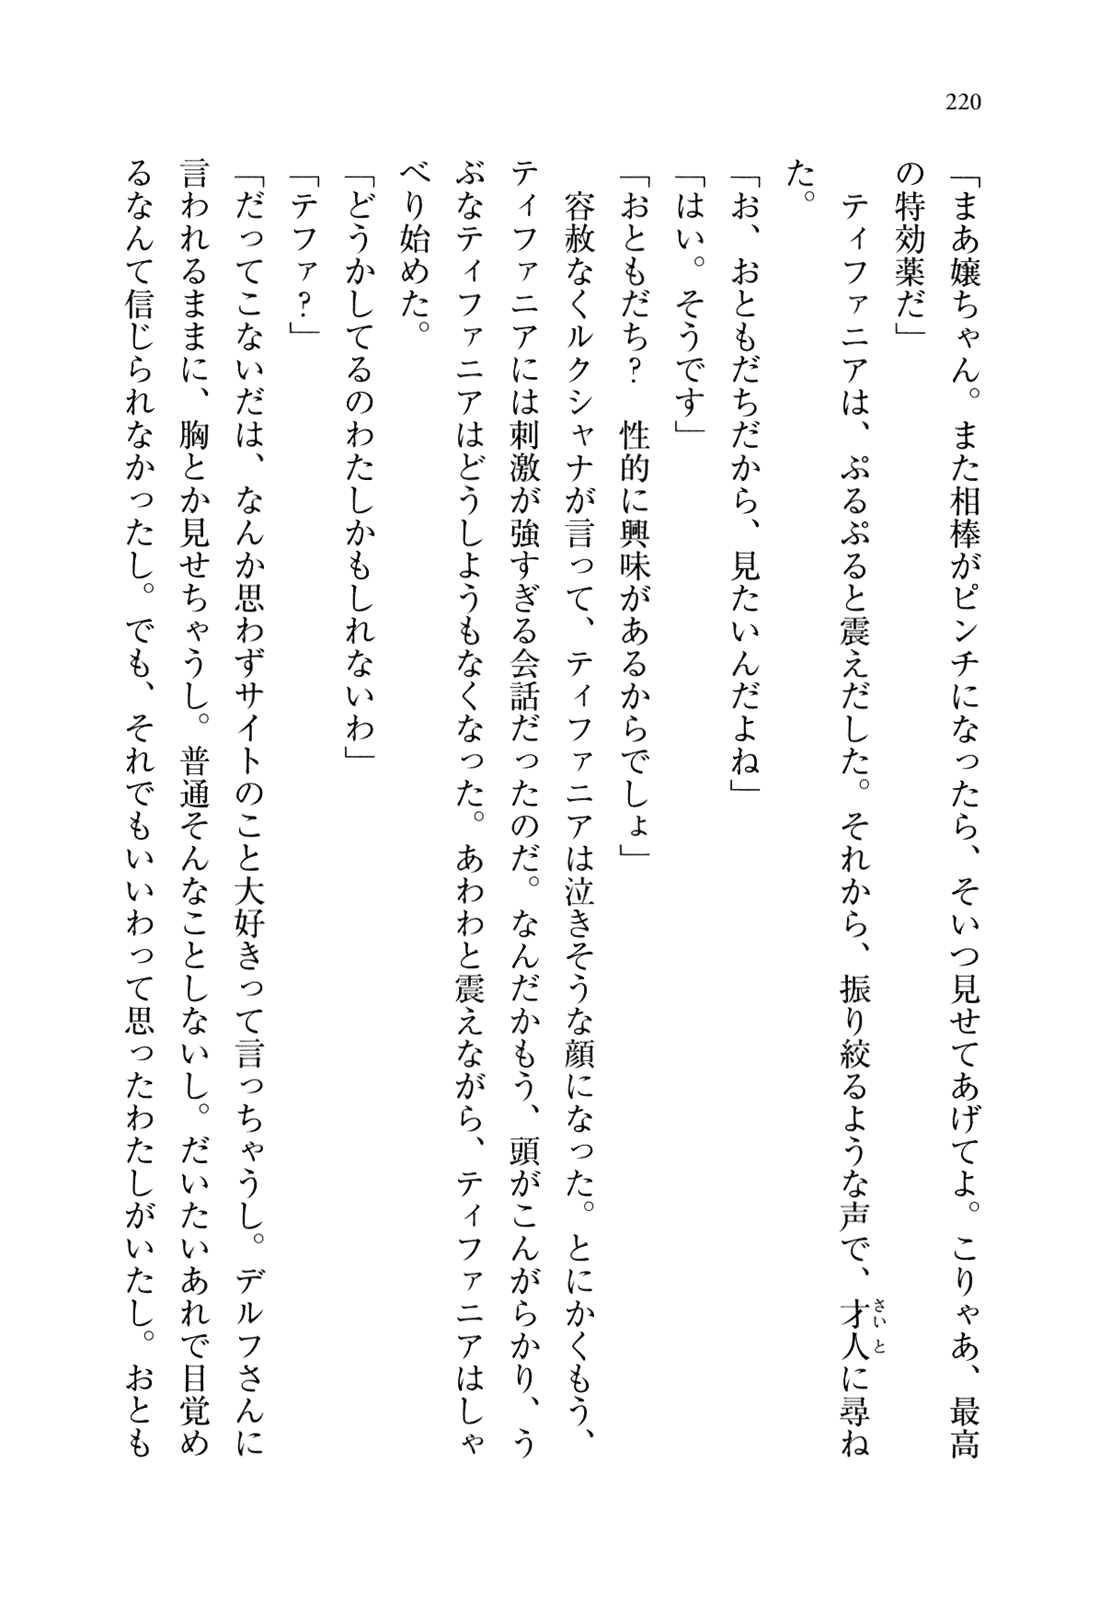 220
「まあ嬢ちゃん。また相棒がピンチになったら、そいつ見せてあげてよ。こりゃあ、最高
の特効薬だ」
　ティファニアは、ぷるぷると震えだした。それから、振り絞るような声で、才人に尋ね
さいと
た。
「お、おともだちだから、見たいんだよね」
「はい。そうです」
「おともだち？　性的に興味があるからでしょ」
　容赦なくルクシャナが言って、ティファニアは泣きそうな顔になった。とにかくもう、
ティファニアには刺激が強すぎる会話だったのだ。なんだかもう、頭がこんがらかり、う
ぶなティファニアはどうしようもなくなった。あわわと震えながら、ティファニアはしゃ
べり始めた。
「どうかしてるのわたしかもしれないわ」
「テファ？」
「だってこないだは、なんか思わずサイトのこと大好きって言っちゃうし。デルフさんに
言われるままに、胸とか見せちゃうし。普通そんなことしないし。だいたいあれで目覚め
るなんて信じられなかったし。でも、それでもいいわって思ったわたしがいたし。おとも